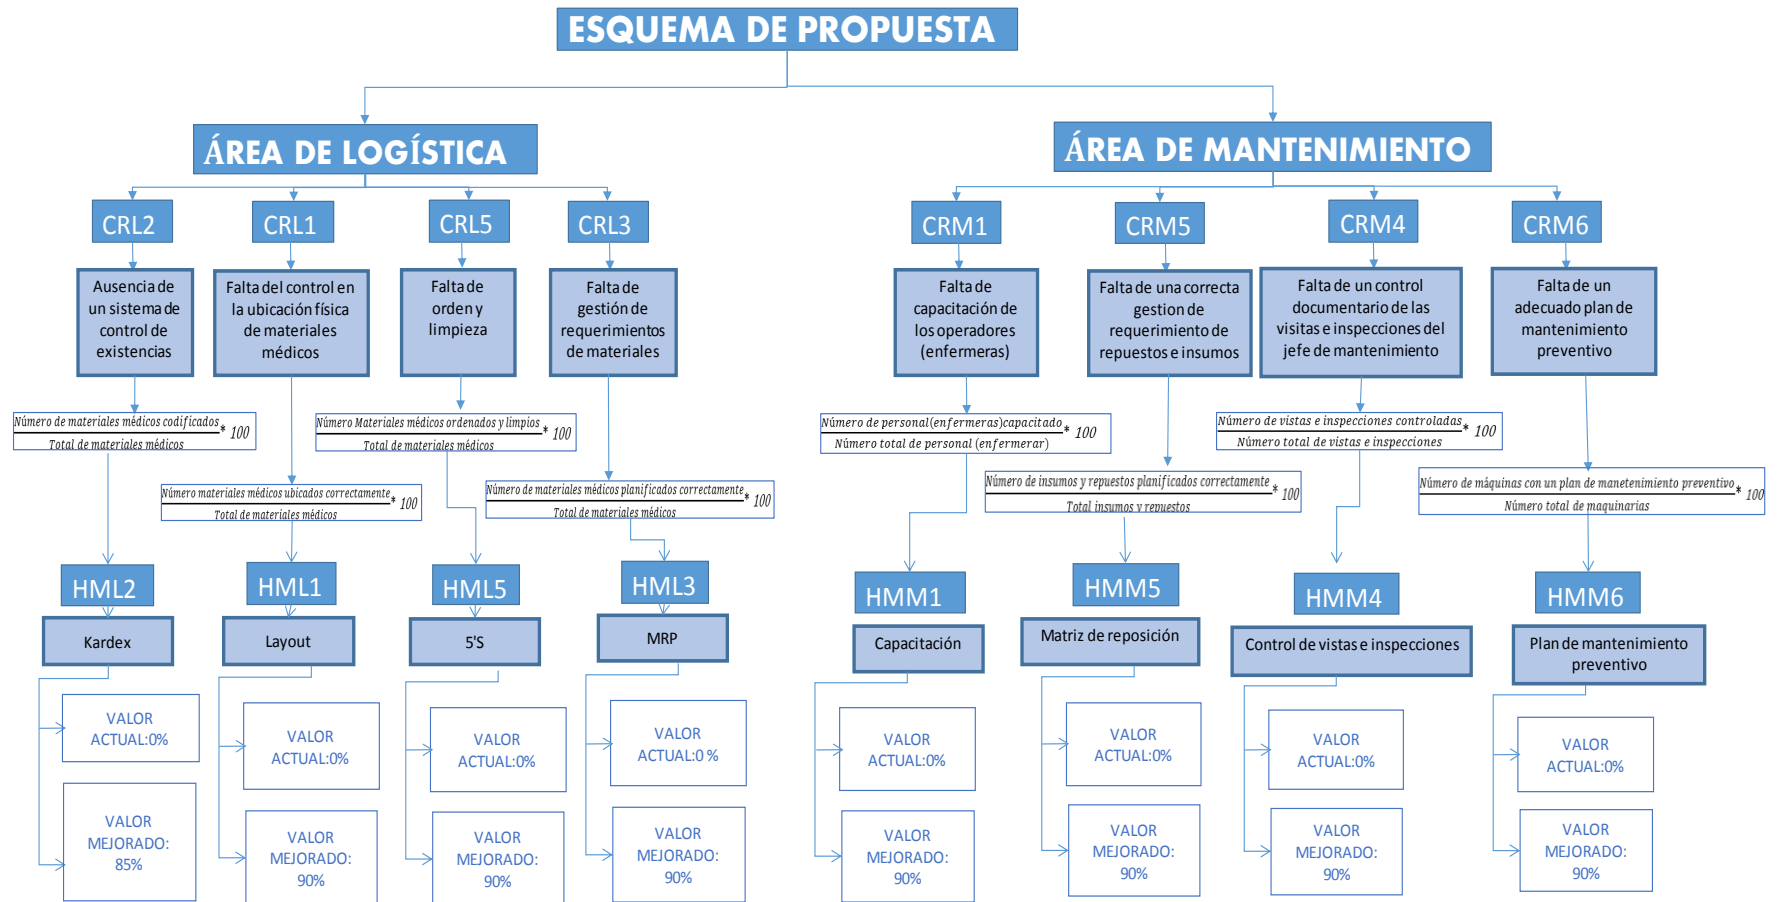 ESQUEMA DE PROPUESTA
ÁREA DE LOGÍSTICA
ÁREA DE MANTENIMIENTO
CRL2
CRL1
CRL5
CRL3
CRM1
CRM5
CRM4
CRM6
Ausencia de
un sistema de
control de
existencias
Falta del control en
la ubicación física
de materiales
médicos
Falta de
orden y
limpieza
Falta de
gestión de
requerimientos
de materiales
Falta de
capacitación de
los operadores
(enfermeras)
Falta de una correcta
gestion de
requerimiento de
repuestos e insumos
Falta de un control
documentario de las
visitas e inspecciones del
jefe de mantenimiento
Falta de un
adecuado plan de
mantenimiento
preventivo
Número de materiales médicos codificados
Total de materiales médicos
* 100
Número materiales médicos ubicados correctamente
Total de materiales médicos
* 100
Número Materiales médicos ordenados y limpios
Total de materiales médicos
* 100
Número de materiales médicos planificados correctamente
Total de materiales médicos
* 100
Número de personal(enfermeras)capacitado
Número total de personal (enfermerar)
* 100
Número de insumos y repuestos planificados correctamente
Total insumos y repuestos
* 100
Número de vistas e inspecciones controladas
Número total de vistas e inspecciones
* 100
Número de máquinas con un plan de manetenimiento preventivo
Número total de maquinarias
* 100
HML2
HML1
HML5
HML3
HMM1
HMM5
HMM4
HMM6
Kardex
Layout
5'S
MRP
Capacitación
Matriz de reposición
Control de vistas e inspecciones
Plan de mantenimiento
preventivo
VALOR
ACTUAL:0%
VALOR
ACTUAL:0%
VALOR
ACTUAL:0%
VALOR
ACTUAL:0 %
VALOR
ACTUAL:0%
VALOR
ACTUAL:0%
VALOR
ACTUAL:0%
VALOR
ACTUAL:0%
VALOR
MEJORADO:
85%
VALOR
MEJORADO:
90%
VALOR
MEJORADO:
90%
VALOR
MEJORADO:
90%
VALOR
MEJORADO:
90%
VALOR
MEJORADO:
90%
VALOR
MEJORADO:
90%
VALOR
MEJORADO:
90%